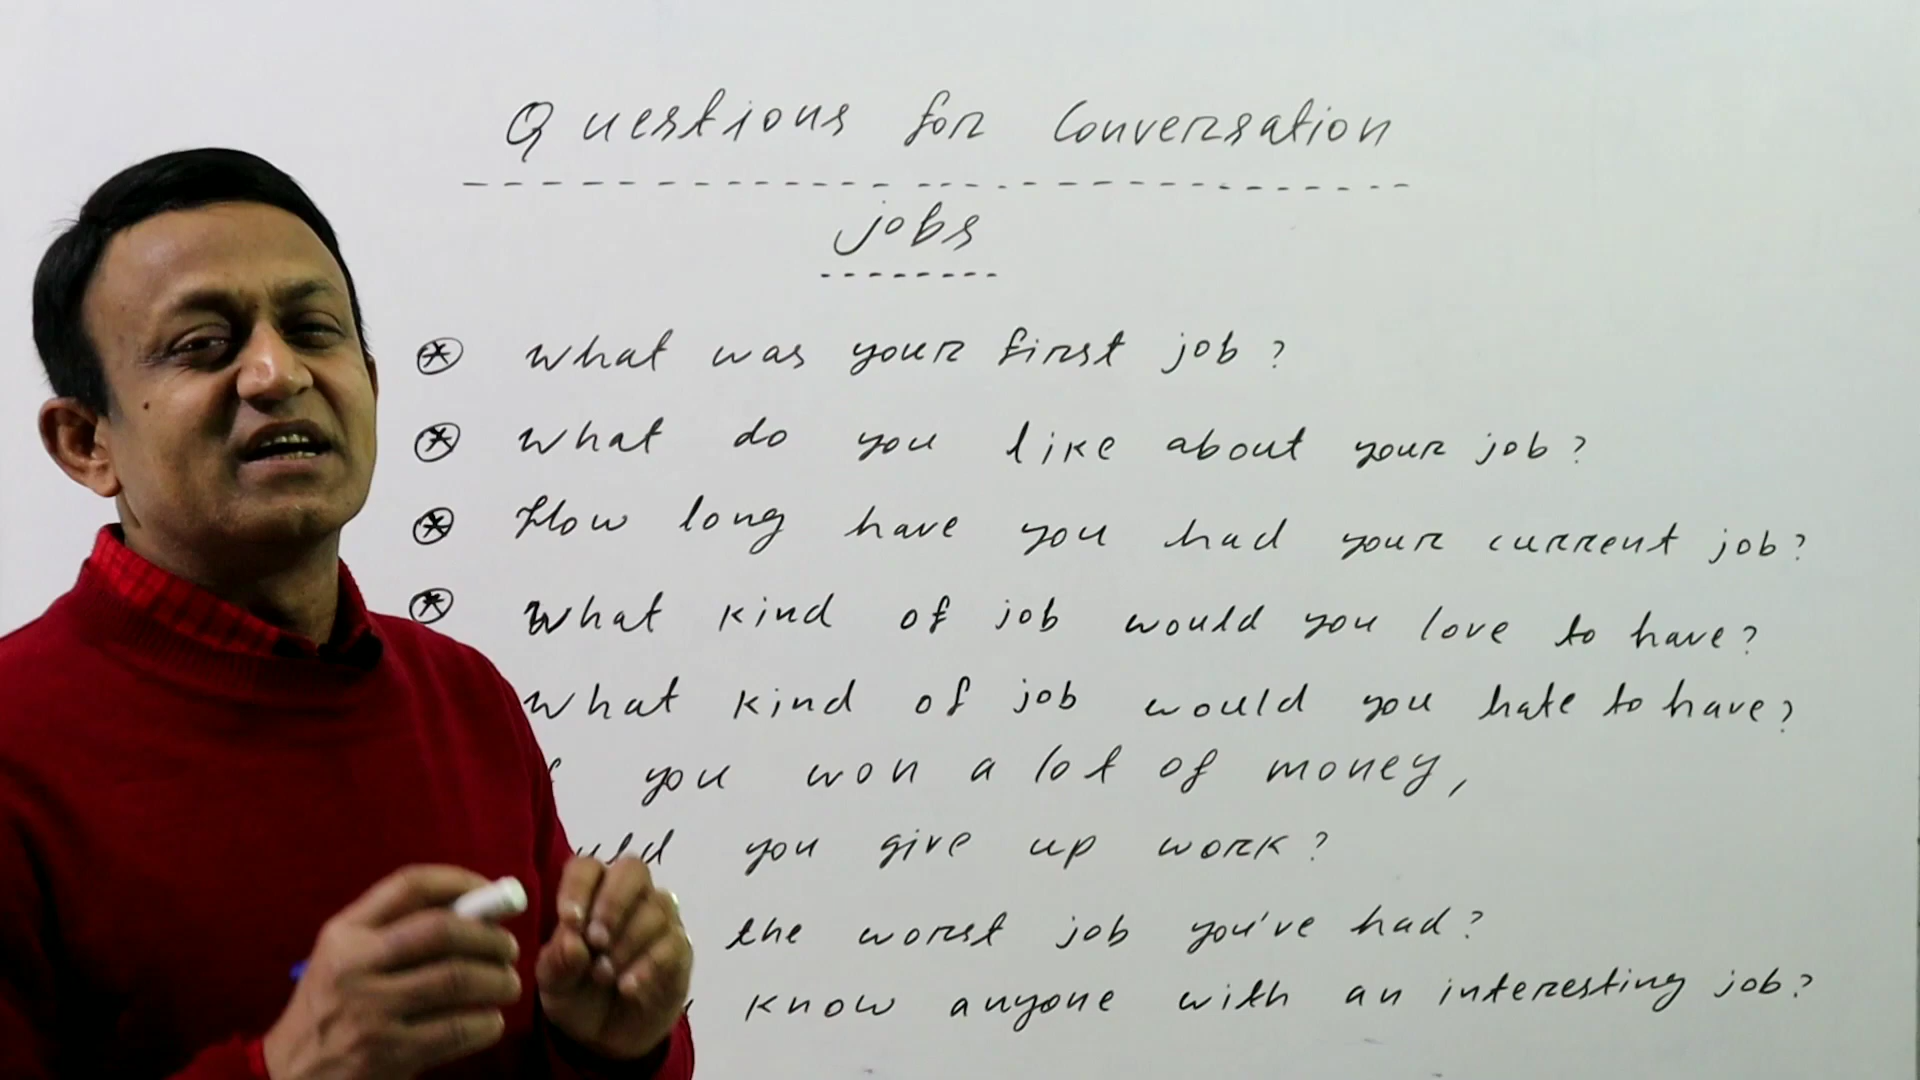 Questions for Conversation
jobs
What was your first job?
What do you like about your job?
How long have you had your current job?
What kind of job would you love to have?
What kind of job would you hate to have?
you won a lot of money,
you give up work?
the worst job you've had?
know anyone with an interesting job?